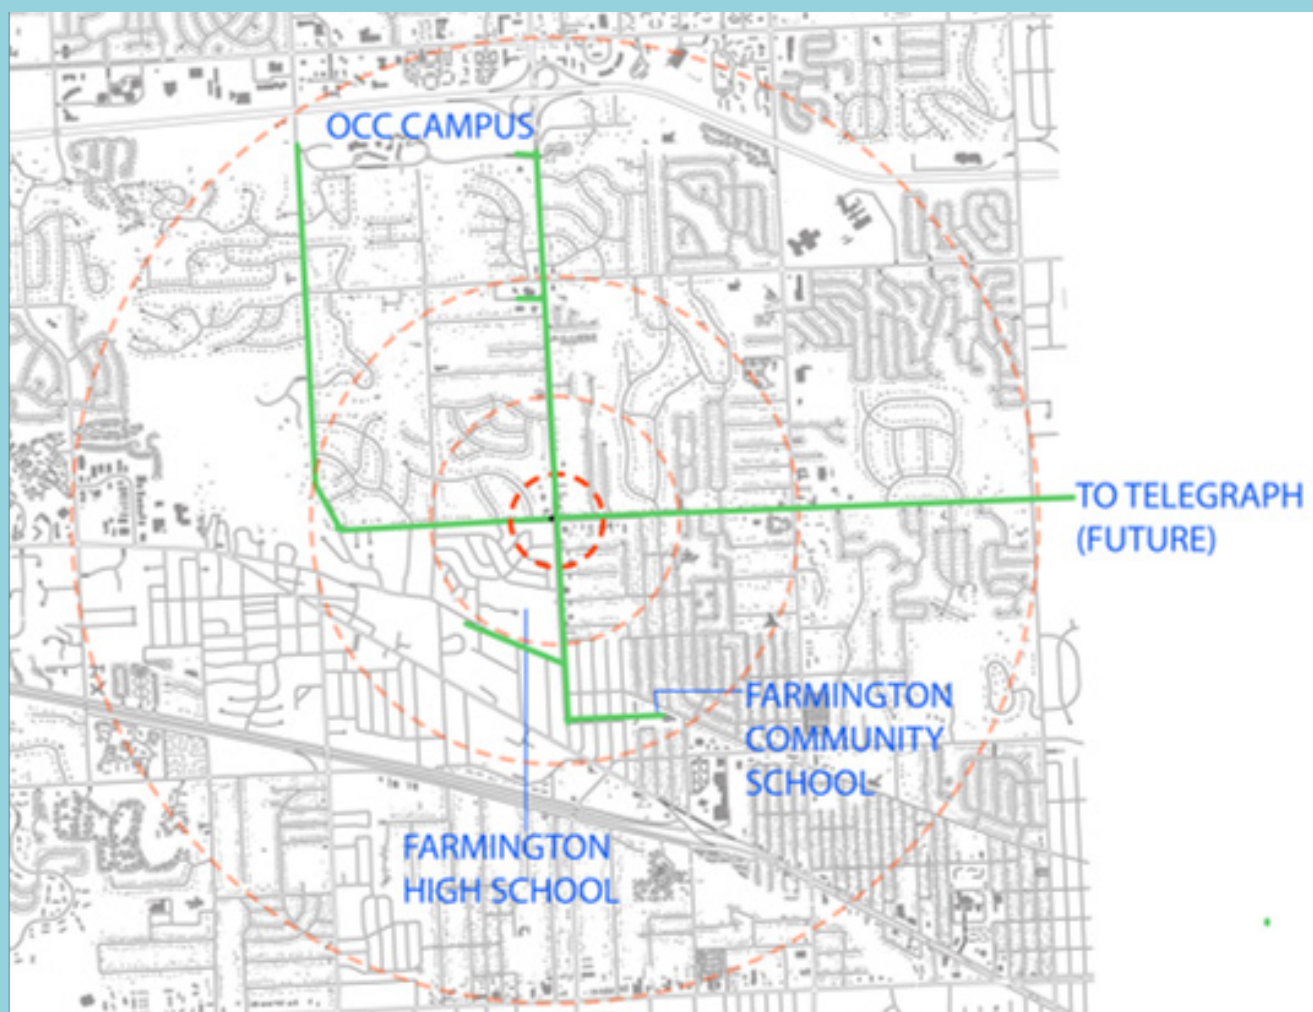 OCC CAMPUS
TO TELEGRAPH
(FUTURE)
FARMINGTON
COMMUNITY
SCHOOL
FARMINGTON
HIGH SCHOOL